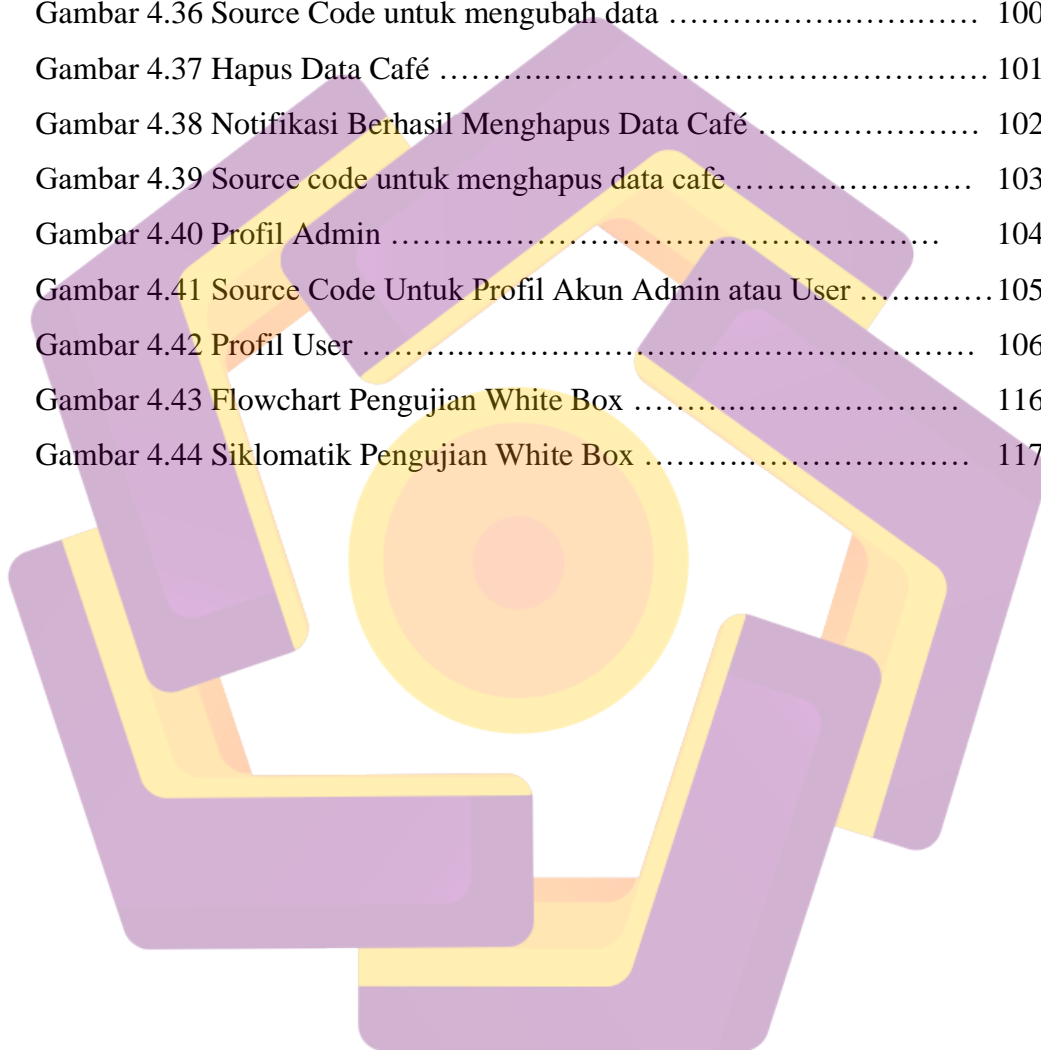 Gambar 4.36 Source Code untuk mengubah data ……….…….……. 100
Gambar 4.37 Hapus Data Café ……….……………………………………… 101
Gambar 4.38 Notifikasi Berhasil Menghapus Data Café ………………… 102
Gambar 4.39 Source code untuk menghapus data cafe ……….…….…… 103
Gambar 4.40 Profil Admin ……….……………………………………… 104
Gambar 4.41 Source Code Untuk Profil Akun Admin atau User …….…… 105
Gambar 4.42 Profil User ……….……………………………………… 106
Gambar 4.43 Flowchart Pengujian White Box ……….…………………… 116
Gambar 4.44 Siklomatik Pengujian White Box ……….…………………… 117